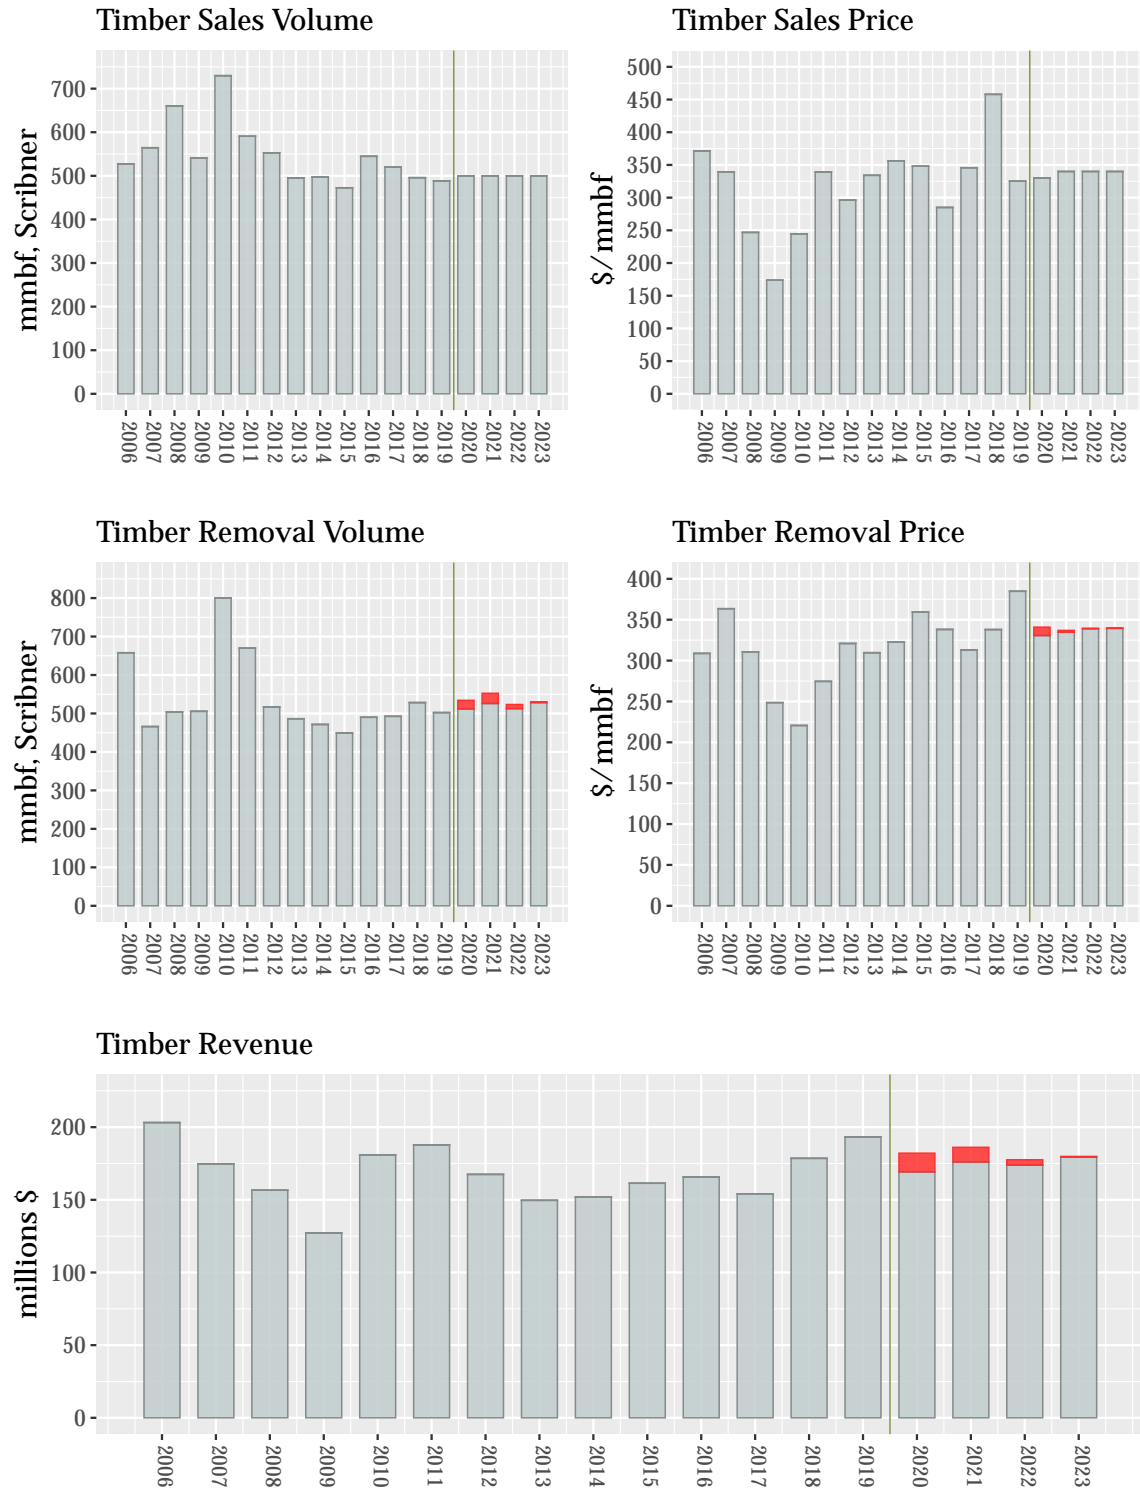 Timber Sales Volume
mmbf, Scribner
700
600
500
400
300
200
100
0
2006 2007 2008 2009 2010 2011 2012 2013 2014 2015 2016 2017 2018 2019 2020 2021 2022 2023
Timber Sales Price
$/mmbf
500
450
400
350
300
250
200
150
100
50
0
2006 2007 2008 2009 2010 2011 2012 2013 2014 2015 2016 2017 2018 2019 2020 2021 2022 2023
Timber Removal Volume
mmbf, Scribner
800
700
600
500
400
300
200
100
0
2006 2007 2008 2009 2010 2011 2012 2013 2014 2015 2016 2017 2018 2019 2020 2021 2022 2023
Timber Removal Price
$/mmbf
400
350
300
250
200
150
100
50
0
2006 2007 2008 2009 2010 2011 2012 2013 2014 2015 2016 2017 2018 2019 2020 2021 2022 2023
Timber Revenue
millions $
200
150
100
50
0
2006 2007 2008 2009 2010 2011 2012 2013 2014 2015 2016 2017 2018 2019 2020 2021 2022 2023